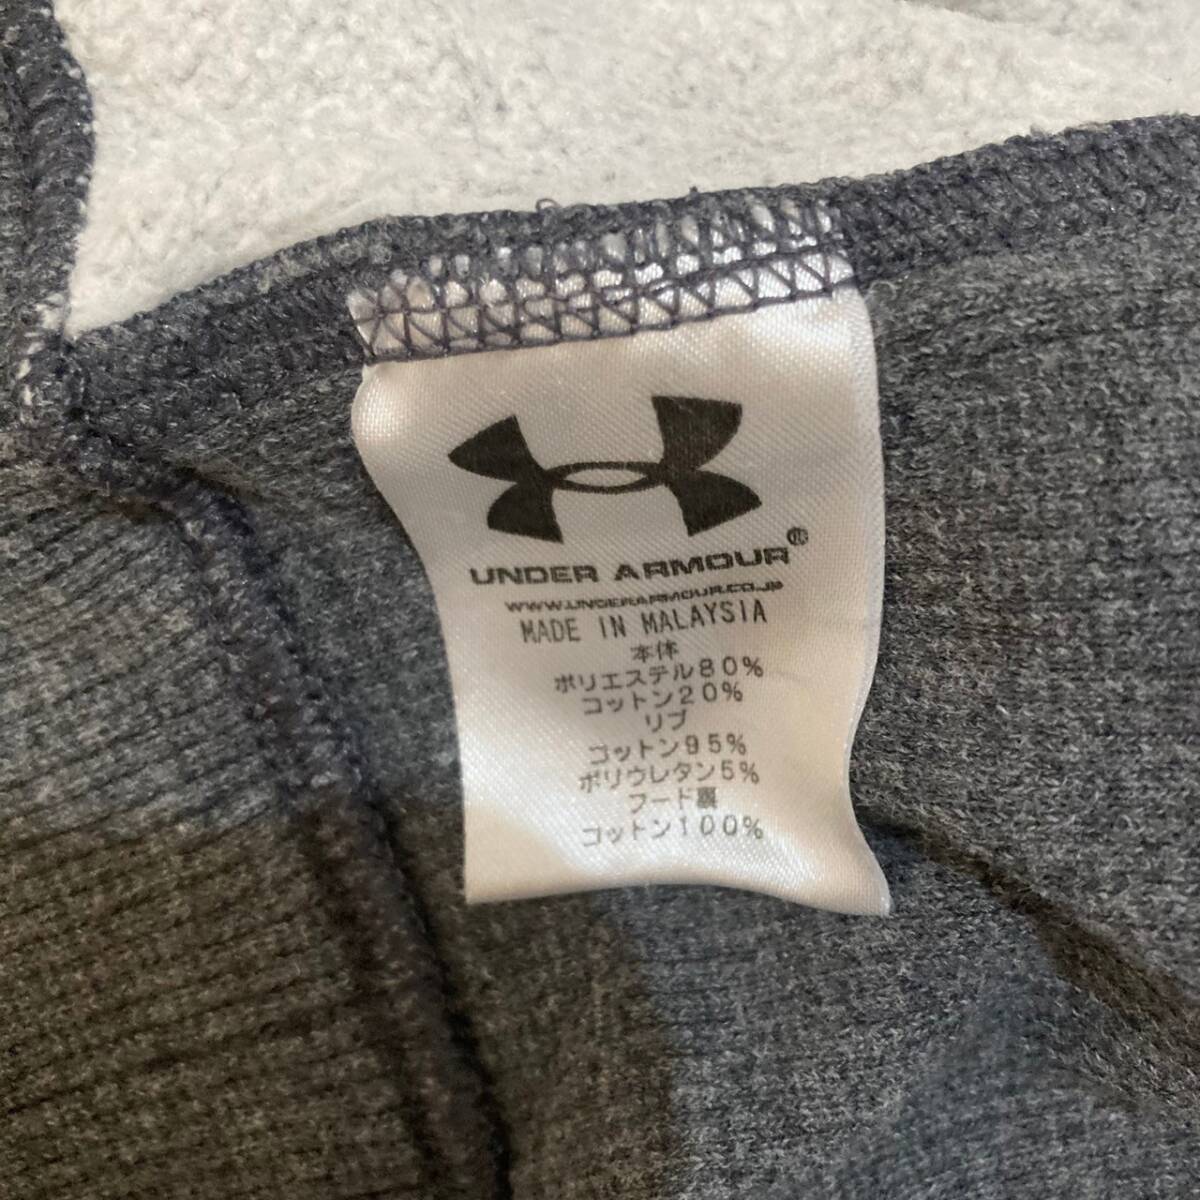 UNDER ARMOUR®
WWW.UNDERARMOUR.CO.JP
MADE IN MALAYSIA
本体
ポリエステル80%
コットン20%
リブ
コットン95%
ポリウレタン5%
フード裏
コットン100%